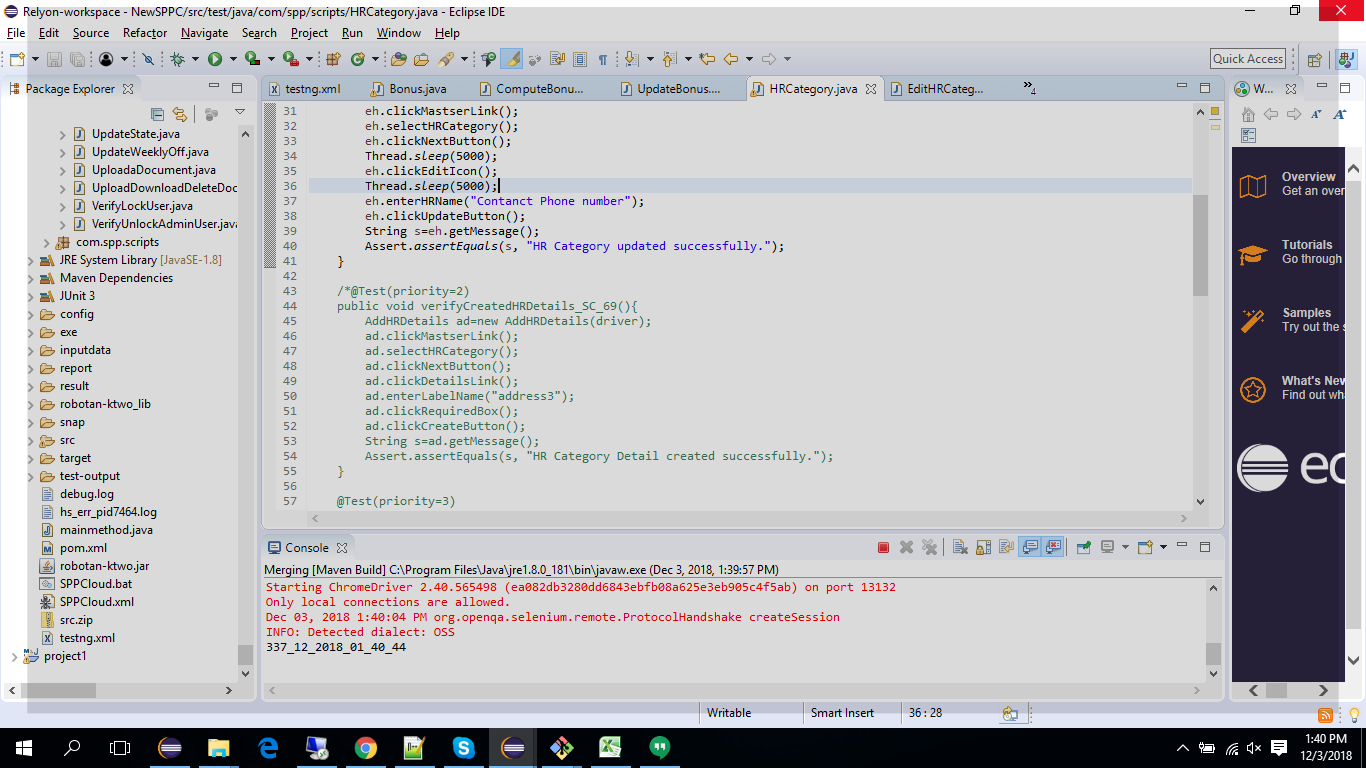 Relyon-workspace - NewSPPC/src/test/java/com/spp/scripts/HRCategory.java - Eclipse IDE
File Edit Source Refactor Navigate Search Project Run Window Help
Quick Access
Package Explorer
testng.xml
Bonus.java
ComputeBonu...
UpdateBonus....
HRCategory.java
EditHRCateg...
»4
W...
UpdateState.java
UpdateWeeklyOff.java
UploadaDocument.java
UploadDownloadDeleteDoc
VerifyLockUser.java
VerifyUnlockAdminUser.java
com.spp.scripts
JRE System Library [JavaSE-1.8]
Maven Dependencies
JUnit 3
config
exe
inputdata
report
result
robotan-ktwo_lib
snap
src
target
test-output
debug.log
hs_err_pid7464.log
mainmethod.java
pom.xml
robotan-ktwo.jar
SPPCloud.bat
SPPCloud.xml
src.zip
testng.xml
project1
31 eh.clickMastserLink();
32 eh.selectHRCategory();
33 eh.clickNextButton();
34 Thread.sleep(5000);
35 eh.clickEditIcon();
36 Thread.sleep(5000);
37 eh.enterHRName("Contanct Phone number");
38 eh.clickUpdateButton();
39 String s=eh.getMessage();
40 Assert.assertEquals(s, "HR Category updated successfully.");
41 }
42
43 /*@Test(priority=2)
44 public void verifyCreatedHRDetails_SC_69(){
45 AddHRDetails ad=new AddHRDetails(driver);
46 ad.clickMastserLink();
47 ad.selectHRCategory();
48 ad.clickNextButton();
49 ad.clickDetailsLink();
50 ad.enterLabelName("address3");
51 ad.clickRequiredBox();
52 ad.clickCreateButton();
53 String s=ad.getMessage();
54 Assert.assertEquals(s, "HR Category Detail created successfully.");
55 }
56
57 @Test(priority=3)
Overview
Get an over
Tutorials
Go through
Samples
Try out the s
What's New
Find out wh
ec
Console
Merging [Maven Build] C:\Program Files\Java\jre1.8.0_181\bin\javaw.exe (Dec 3, 2018, 1:39:57 PM)
Starting ChromeDriver 2.40.565498 (ea082db3280dd6843ebfb08a625e3eb905c4f5ab) on port 13132
Only local connections are allowed.
Dec 03, 2018 1:40:04 PM org.openqa.selenium.remote.ProtocolHandshake createSession
INFO: Detected dialect: OSS
337_12_2018_01_40_44
Writable
Smart Insert
36 : 28
1:40 PM
12/3/2018